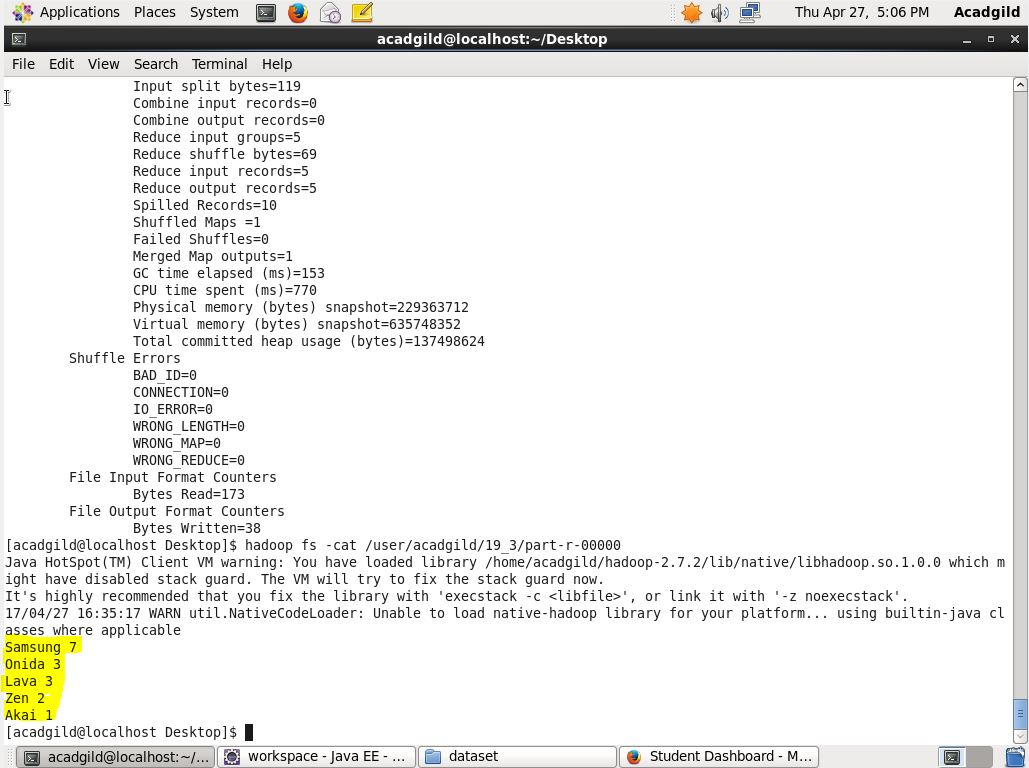 Applications Places System Thu Apr 27, 5:06 PM Acadgild
acadgild@localhost:~/Desktop
File Edit View Search Terminal Help
Input split bytes=119
Combine input records=0
Combine output records=0
Reduce input groups=5
Reduce shuffle bytes=69
Reduce input records=5
Reduce output records=5
Spilled Records=10
Shuffled Maps =1
Failed Shuffles=0
Merged Map outputs=1
GC time elapsed (ms)=153
CPU time spent (ms)=770
Physical memory (bytes) snapshot=229363712
Virtual memory (bytes) snapshot=635748352
Total committed heap usage (bytes)=137498624
Shuffle Errors
BAD_ID=0
CONNECTION=0
IO_ERROR=0
WRONG_LENGTH=0
WRONG_MAP=0
WRONG_REDUCE=0
File Input Format Counters
Bytes Read=173
File Output Format Counters
Bytes Written=38
[acadgild@localhost Desktop]$ hadoop fs -cat /user/acadgild/19_3/part-r-00000
Java HotSpot(TM) Client VM warning: You have loaded library /home/acadgild/hadoop-2.7.2/lib/native/libhadoop.so.1.0.0 which m
ight have disabled stack guard. The VM will try to fix the stack guard now.
It's highly recommended that you fix the library with 'execstack -c <libfile>', or link it with '-z noexecstack'.
17/04/27 16:35:17 WARN util.NativeCodeLoader: Unable to load native-hadoop library for your platform... using builtin-java cl
asses where applicable
Samsung 7
Onida 3
Lava 3
Zen 2
Akai 1
[acadgild@localhost Desktop]$
acadgild@localhost:~/... workspace - Java EE - ... dataset Student Dashboard - M...